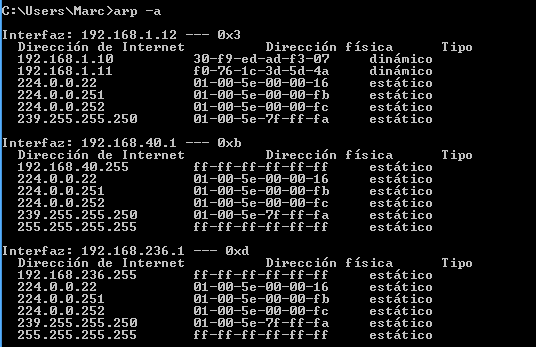 C:\Users\Marc>arp -a
Interfaz: 192.168.1.12 --- 0x3
Dirección de Internet Dirección física Tipo
192.168.1.10 30-f9-ed-ad-f3-07 dinámico
192.168.1.11 f0-76-1c-3d-5d-4a dinámico
224.0.0.22 01-00-5e-00-00-16 estático
224.0.0.251 01-00-5e-00-00-fb estático
224.0.0.252 01-00-5e-00-00-fc estático
239.255.255.250 01-00-5e-7f-ff-fa estático
Interfaz: 192.168.40.1 --- 0xb
Dirección de Internet Dirección física Tipo
192.168.40.255 ff-ff-ff-ff-ff-ff estático
224.0.0.22 01-00-5e-00-00-16 estático
224.0.0.251 01-00-5e-00-00-fb estático
224.0.0.252 01-00-5e-00-00-fc estático
239.255.255.250 01-00-5e-7f-ff-fa estático
255.255.255.255 ff-ff-ff-ff-ff-ff estático
Interfaz: 192.168.236.1 --- 0xd
Dirección de Internet Dirección física Tipo
192.168.236.255 ff-ff-ff-ff-ff-ff estático
224.0.0.22 01-00-5e-00-00-16 estático
224.0.0.251 01-00-5e-00-00-fb estático
224.0.0.252 01-00-5e-00-00-fc estático
239.255.255.250 01-00-5e-7f-ff-fa estático
255.255.255.255 ff-ff-ff-ff-ff-ff estático